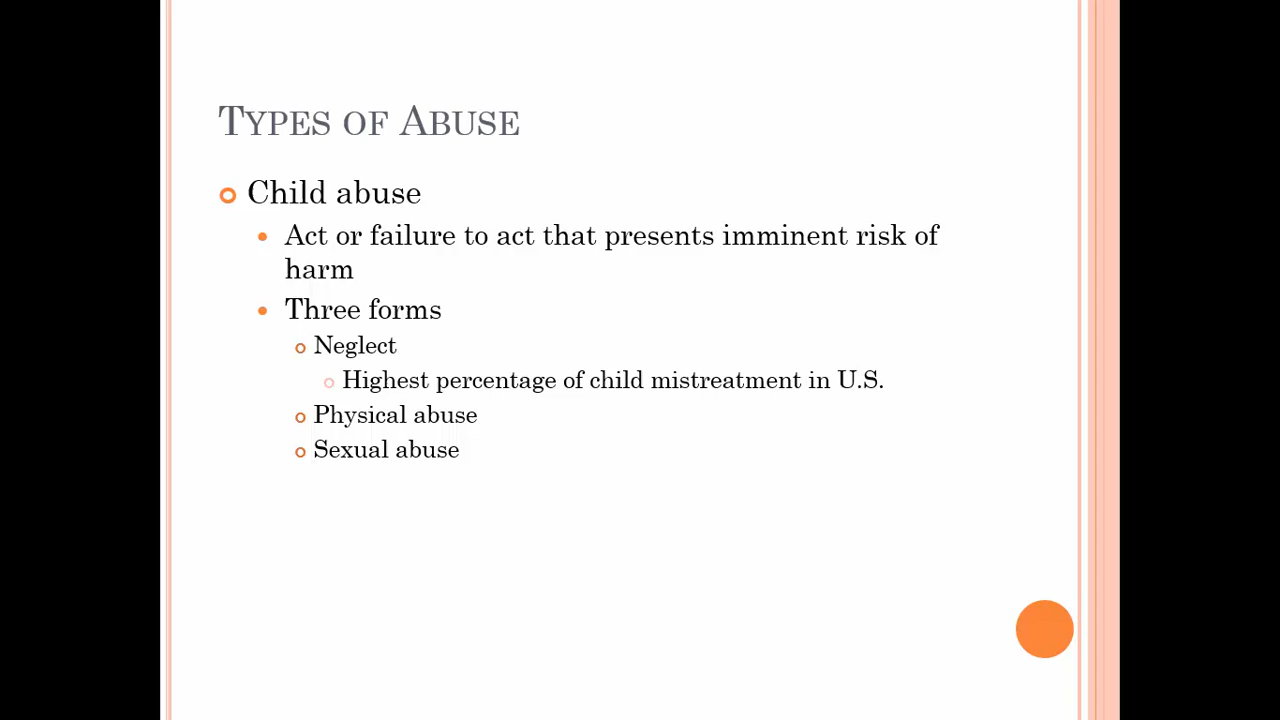 TYPES OF ABUSE
Child abuse
Act or failure to act that presents imminent risk of
harm
Three forms
Neglect
Highest percentage of child mistreatment in U.S.
Physical abuse
Sexual abuse